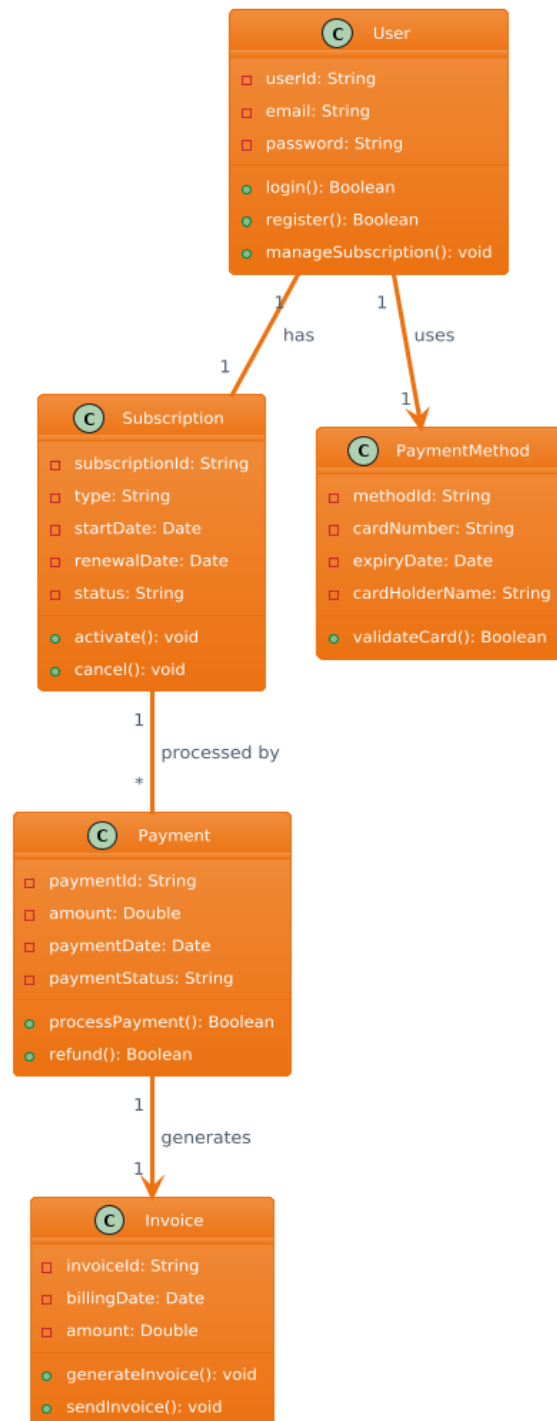 C User
userId: String
email: String
password: String
login(): Boolean
register(): Boolean
manageSubscription(): void
1
has
1
1
uses
1
C Subscription
subscriptionId: String
type: String
startDate: Date
renewalDate: Date
status: String
activate(): void
cancel(): void
C PaymentMethod
methodId: String
cardNumber: String
expiryDate: Date
cardHolderName: String
validateCard(): Boolean
1
processed by
*
C Payment
paymentId: String
amount: Double
paymentDate: Date
paymentStatus: String
processPayment(): Boolean
refund(): Boolean
1
generates
1
C Invoice
invoiceId: String
billingDate: Date
amount: Double
generateInvoice(): void
sendInvoice(): void